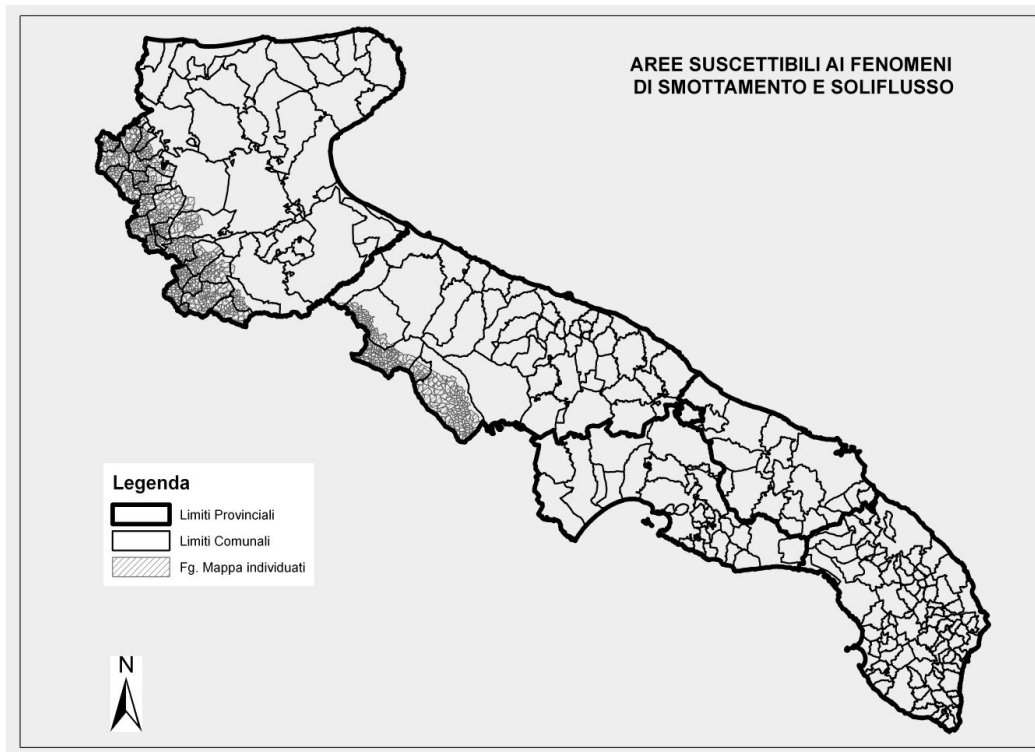 AREE SUSCETTIBILI AI FENOMENI
DI SMOTTAMENTO E SOLIFLUSSO
Legenda
Limiti Provinciali
Limiti Comunali
Fg. Mappa individuati
N